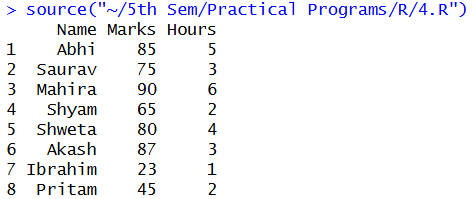 > source("~/5th Sem/Practical Programs/R/4.R")
Name Marks Hours
1 Abhi 85 5
2 Saurav 75 3
3 Mahira 90 6
4 Shyam 65 2
5 Shweta 80 4
6 Akash 87 3
7 Ibrahim 23 1
8 Pritam 45 2